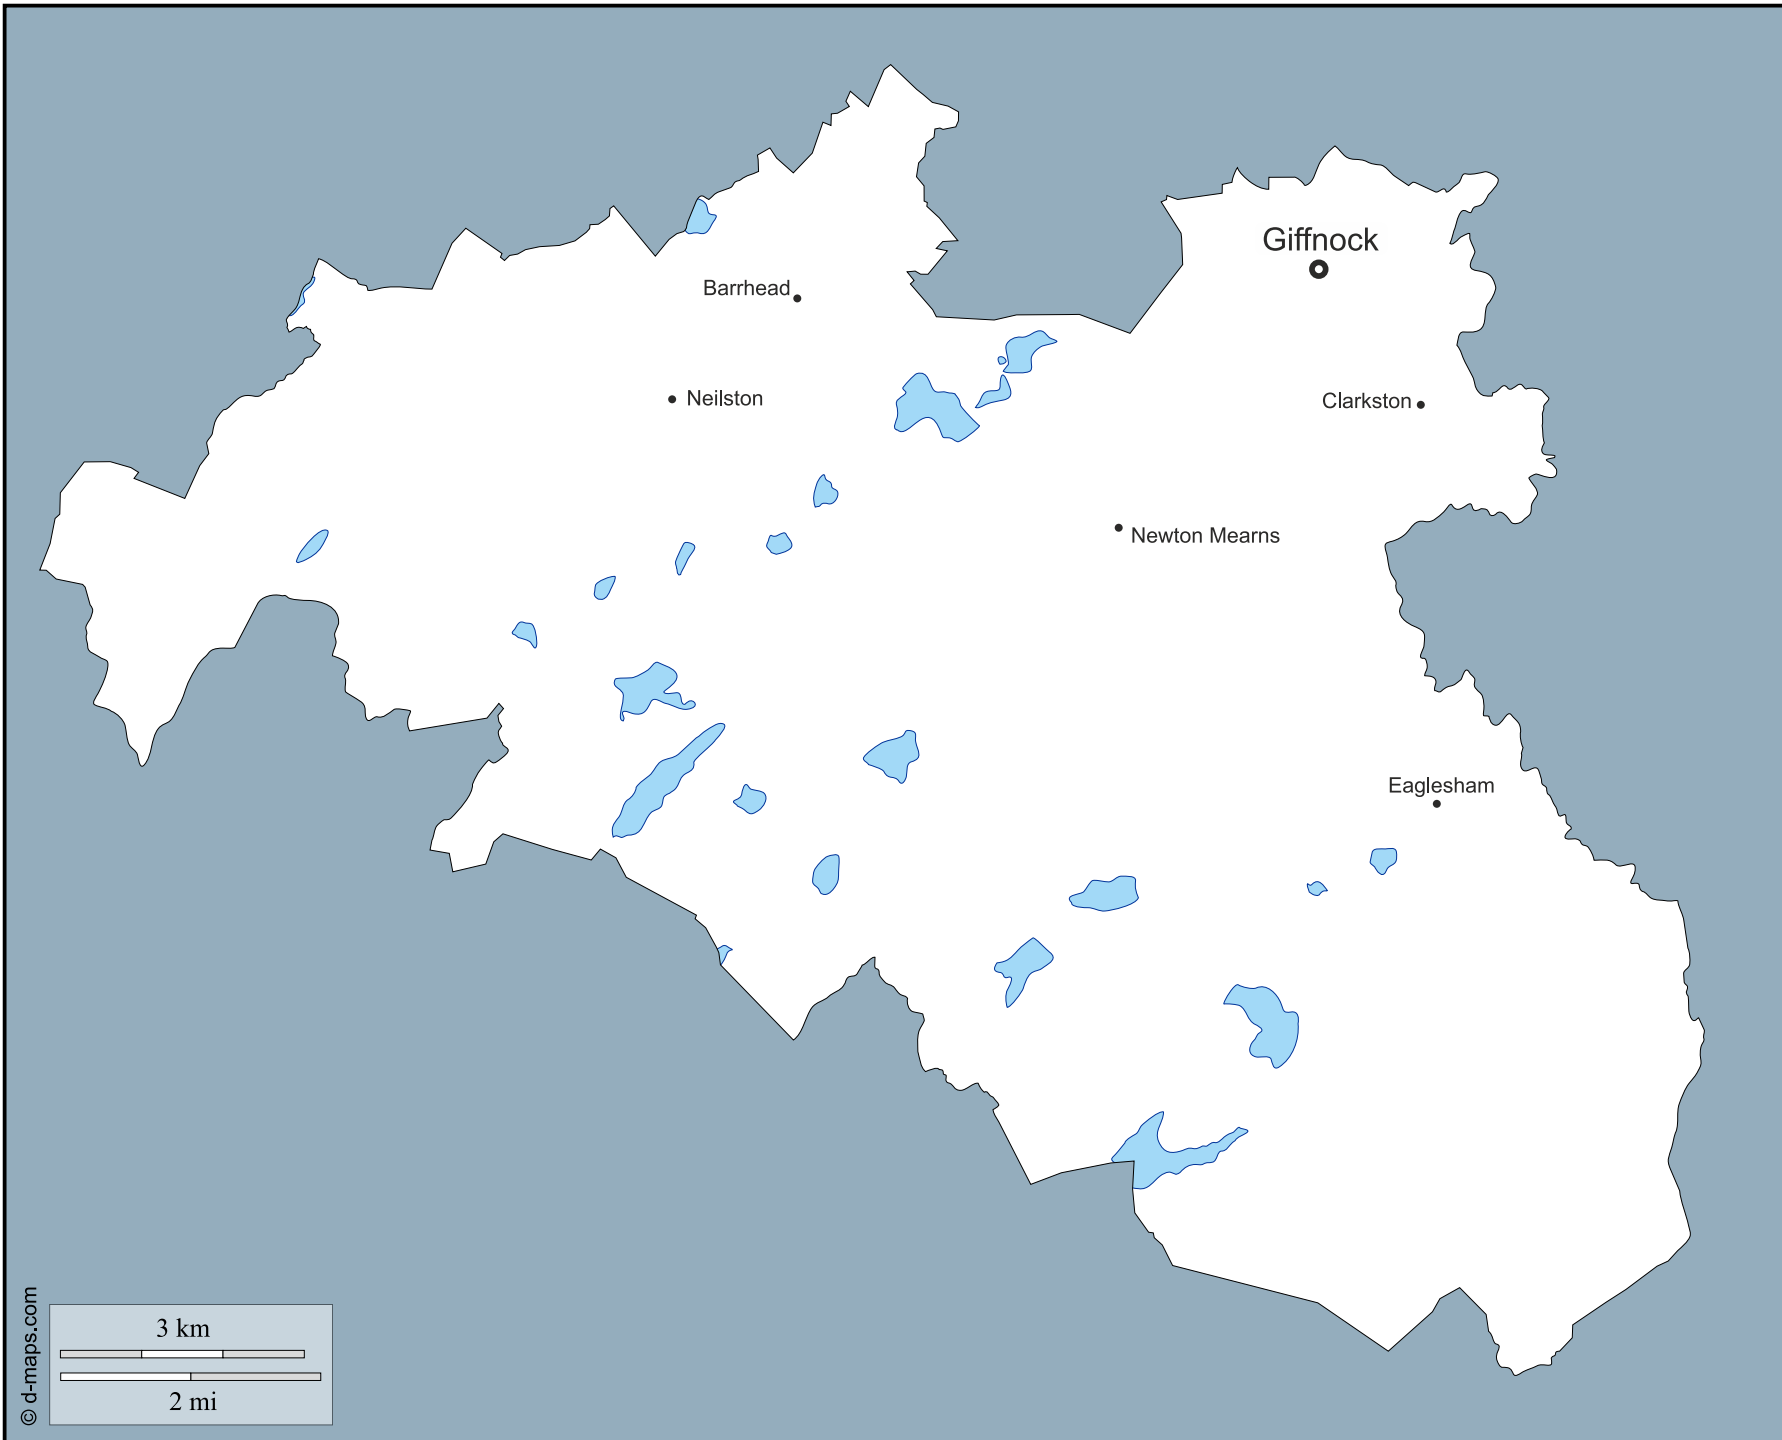 Giffnock
Barrhead
Neilston
Clarkston
Newton Mearns
Eaglesham
3 km
2 mi
© d-maps.com